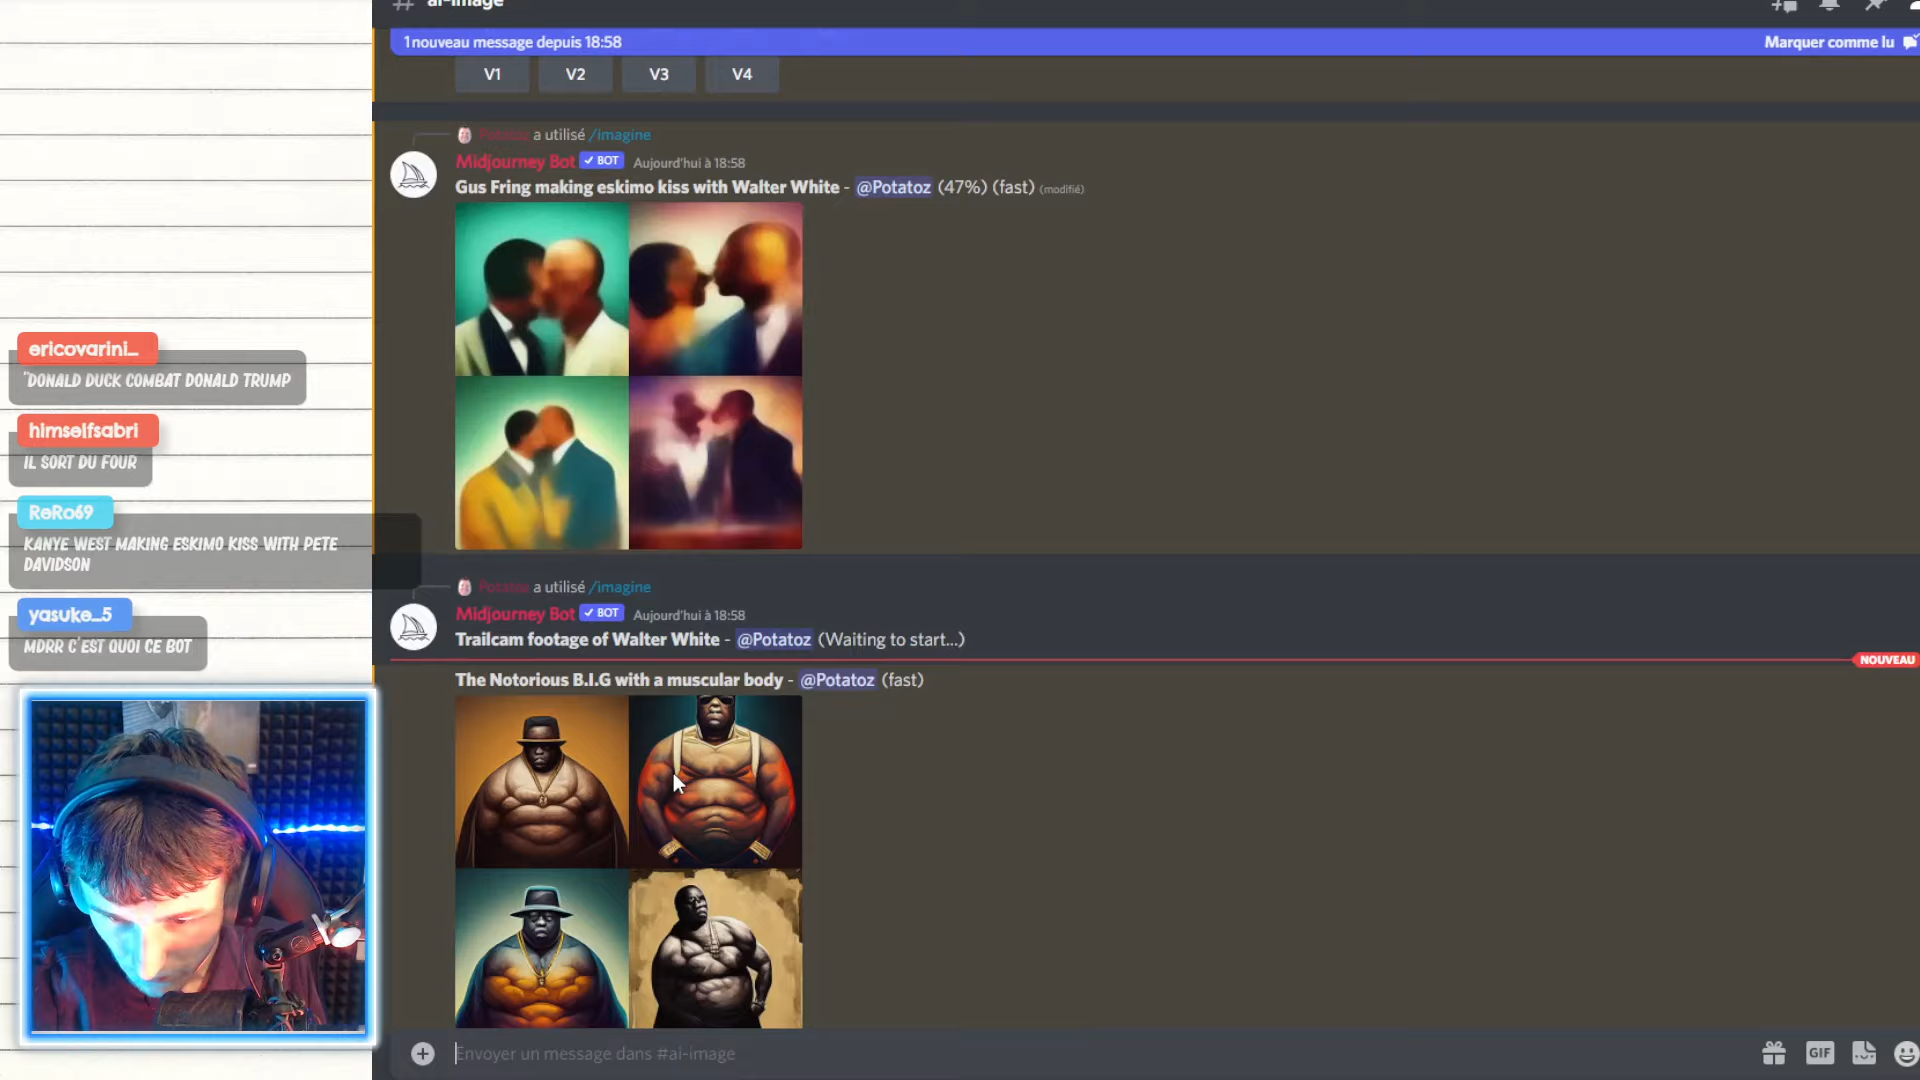 ai-image
1 nouveau message depuis 18:58
Marquer comme lu
V1 V2 V3 V4
Potatoz a utilisé /imagine
Midjourney Bot BOT Aujourd'hui à 18:58
Gus Fring making eskimo kiss with Walter White - @Potatoz (47%) (fast) (modifié)
Potatoz a utilisé /imagine
Midjourney Bot BOT Aujourd'hui à 18:58
Trailcam footage of Walter White - @Potatoz (Waiting to start...)
NOUVEAU
The Notorious B.I.G with a muscular body - @Potatoz (fast)
Envoyer un message dans #ai-image
GIF
ericovarini_
"DONALD DUCK COMBAT DONALD TRUMP
himselfsabri
IL SORT DU FOUR
ReRo69
KANYE WEST MAKING ESKIMO KISS WITH PETE
DAVIDSON
yasuke_5
MDRR C'EST QUOI CE BOT